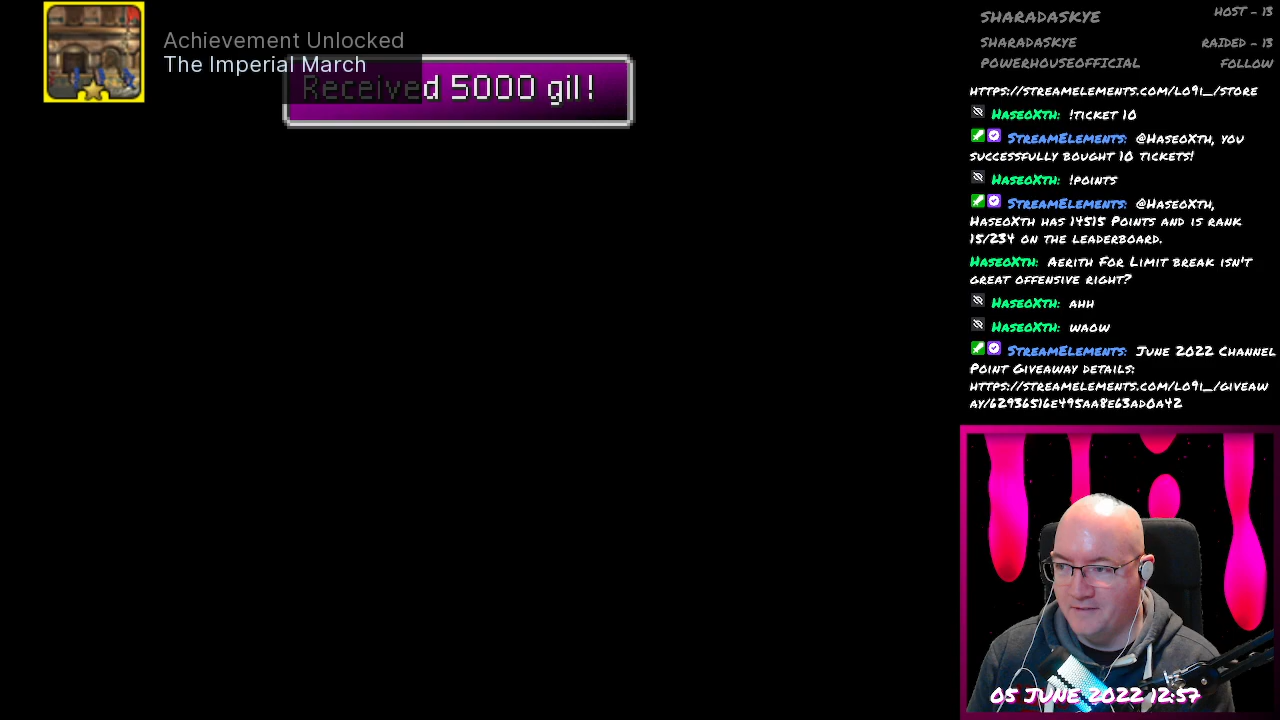 Achievement Unlocked
The Imperial March
Received 5000 gil!
SHARADASKYE HOST - 13
SHARADASKYE RAIDED - 13
POWERHOUSEOFFICIAL FOLLOW
HTTPS://STREAMELEMENTS.COM/LO9I_/STORE
HASEOXTH: !TICKET 10
STREAMELEMENTS: @HASEOXTH, YOU
SUCCESSFULLY BOUGHT 10 TICKETS!
HASEOXTH: !POINTS
STREAMELEMENTS: @HASEOXTH,
HASEOXTH HAS 14515 POINTS AND IS RANK
15/234 ON THE LEADERBOARD.
HASEOXTH: AERITH FOR LIMIT BREAK ISN'T
GREAT OFFENSIVE RIGHT?
HASEOXTH: AHH
HASEOXTH: WAOW
STREAMELEMENTS: JUNE 2022 CHANNEL
POINT GIVEAWAY DETAILS:
HTTPS://STREAMELEMENTS.COM/LO9I_/GIVEAW
AY/62936516E495AA8E63AD0A42
05 JUNE 2022 12:57